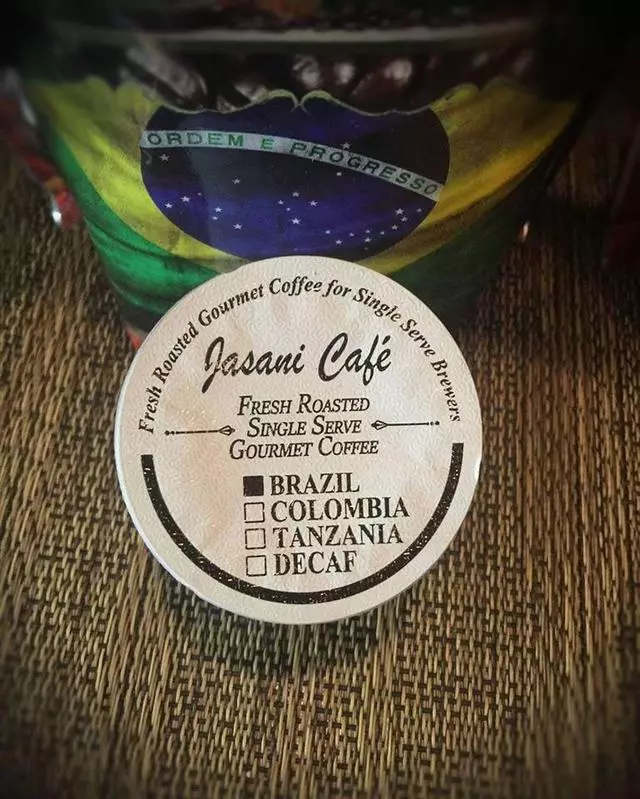 ORDEM E PROGRESSO
Fresh Roasted Gourmet Coffee for Single Serve Brewers
Jasani Café
FRESH ROASTED
SINGLE SERVE
GOURMET COFFEE
BRAZIL
COLOMBIA
TANZANIA
DECAF